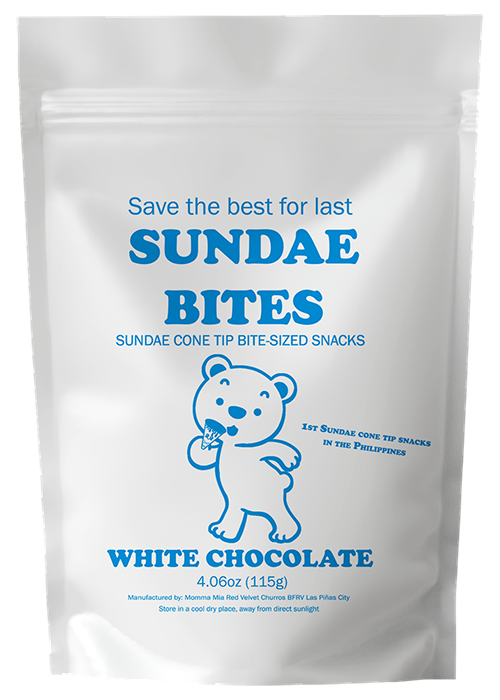 Save the best for last
SUNDAE
BITES
SUNDAE CONE TIP BITE-SIZED SNACKS
1st Sundae cone tip snacks
in the Philippines
WHITE CHOCOLATE
4.06oz (115g)
Manufactured by: Momma Mia Red Velvet Churros BFRV Las Piñas City
Store in a cool dry place, away from direct sunlight